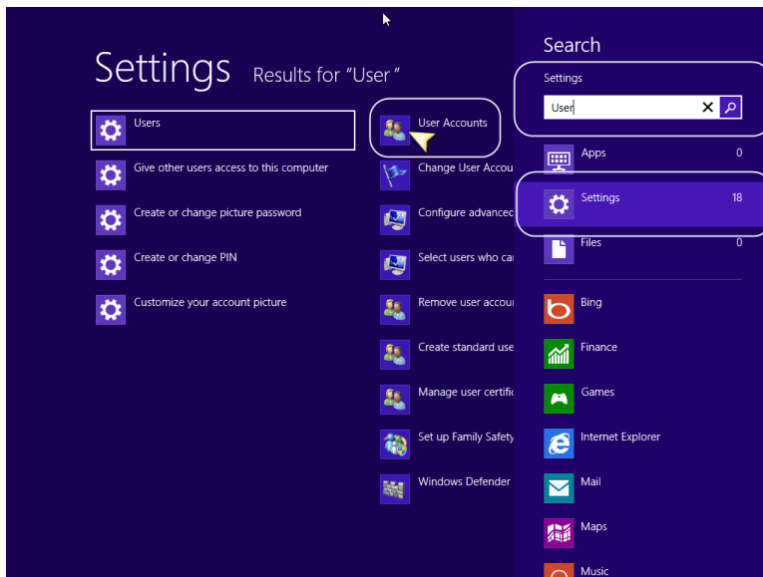 Settings Results for "User"
Users
Give other users access to this computer
Create or change picture password
Create or change PIN
Customize your account picture
User Accounts
Change User Accou
Configure advanced
Select users who ca
Remove user accou
Create standard use
Manage user certific
Set up Family Safety
Windows Defender
Search
Settings
User
Apps 0
Settings 18
Files 0
Bing
Finance
Games
Internet Explorer
Mail
Maps
Music